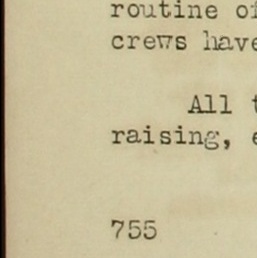 routine of
crews have
All t
raising, e
755